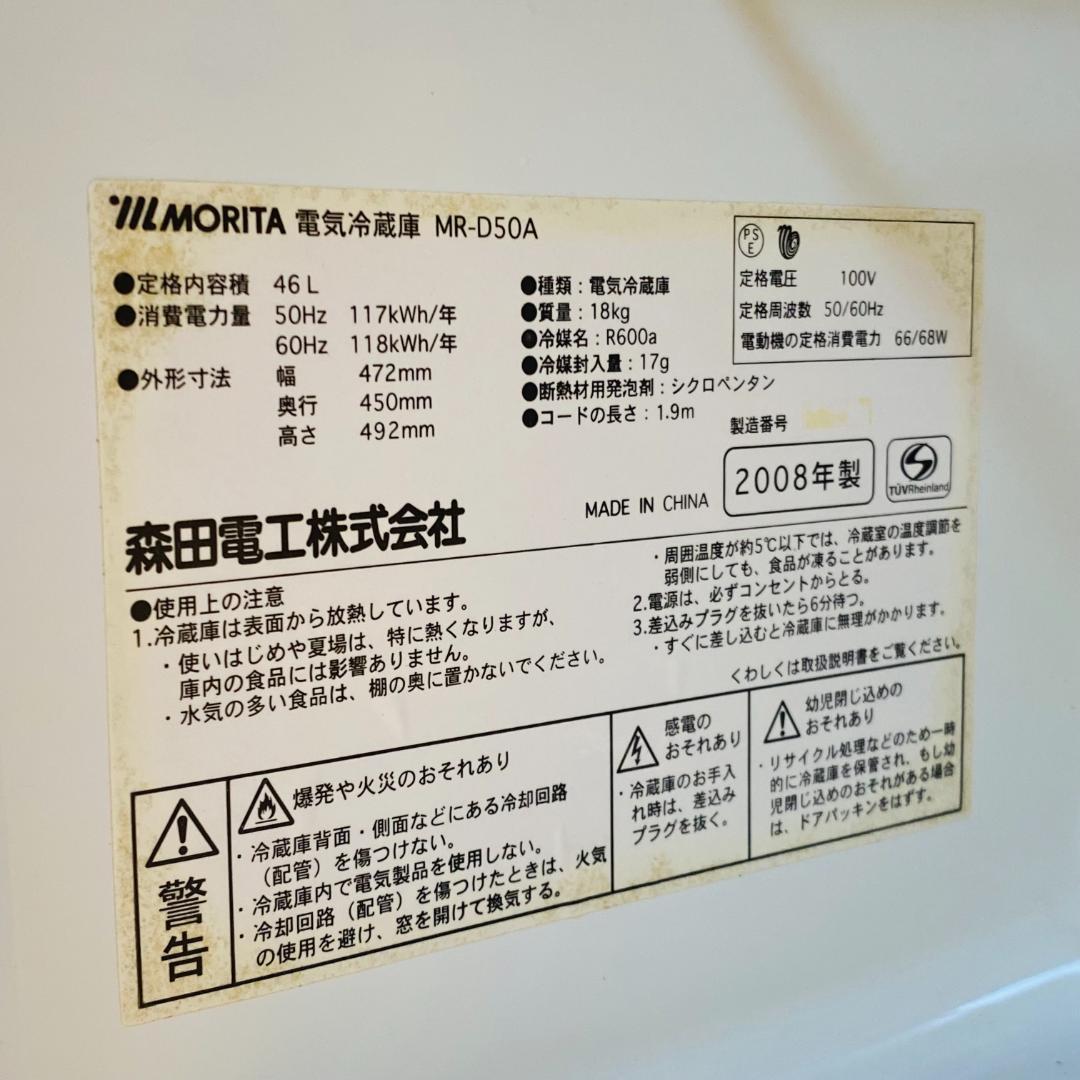 MORITA 電気冷蔵庫 MR-D50A
●定格内容積 46L
●消費電力量 50Hz 117kWh/年
60Hz 118kWh/年
●外形寸法 幅 472mm
奥行 450mm
高さ 492mm
●種類：電気冷蔵庫
●質量：18kg
●冷媒名：R600a
●冷媒封入量：17g
●断熱材用発泡剤：シクロペンタン
●コードの長さ：1.9m
PS
E
定格電圧 100V
定格周波数 50/60Hz
電動機の定格消費電力 66/68W
製造番号
MADE IN CHINA
2008年製
TÜVRheinland
森田電工株式会社
●使用上の注意
1.冷蔵庫は表面から放熱しています。
・使いはじめや夏場は、特に熱くなりますが、
庫内の食品には影響ありません。
・水気の多い食品は、棚の奥に置かないでください。
・周囲温度が約5℃以下では、冷蔵室の温度調節を
弱側にしても、食品が凍ることがあります。
2.電源は、必ずコンセントからとる。
3.差込みプラグを抜いたら6分待つ。
・すぐに差し込むと冷蔵庫に無理がかかります。
くわしくは取扱説明書をご覧ください。
警告
爆発や火災のおそれあり
・冷蔵庫背面・側面などにある冷却回路
（配管）を傷つけない。
・冷蔵庫内で電気製品を使用しない。
・冷却回路（配管）を傷つけたときは、火気
の使用を避け、窓を開けて換気する。
感電の
おそれあり
・冷蔵庫のお手入
れ時は、差込み
プラグを抜く。
幼児閉じ込めの
おそれあり
・リサイクル処理などのため一時
的に冷蔵庫を保管され、もし幼
児閉じ込めのおそれがある場合
は、ドアパッキンをはずす。